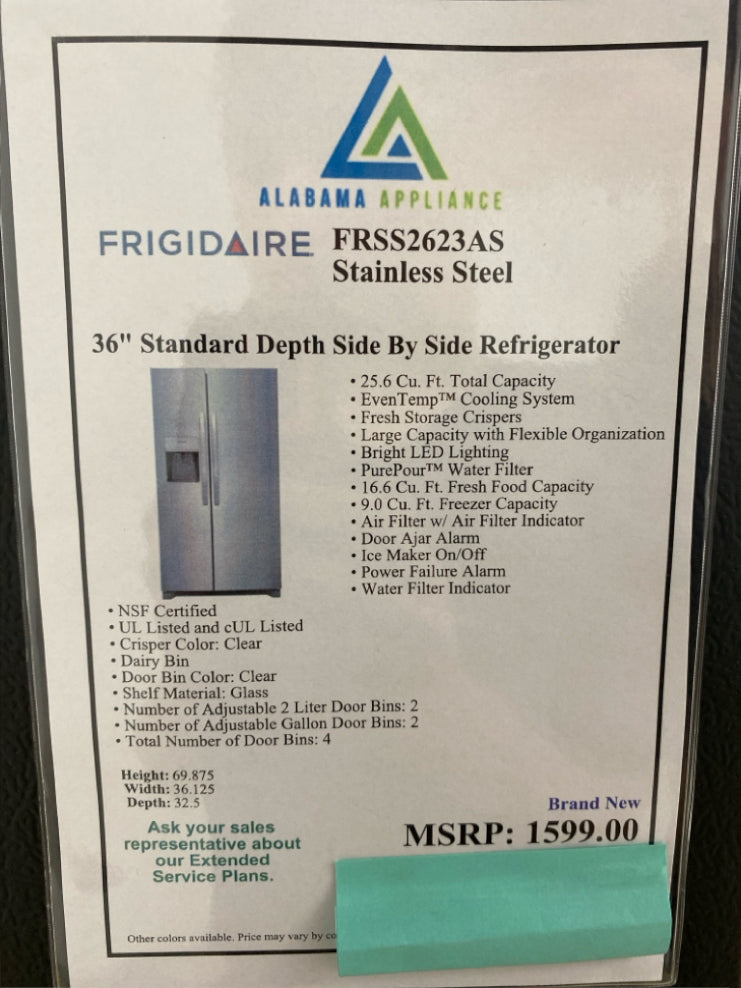 ALABAMA APPLIANCE
FRIGIDAIRE FRSS2623AS
Stainless Steel
36" Standard Depth Side By Side Refrigerator
• 25.6 Cu. Ft. Total Capacity
• EvenTemp™ Cooling System
• Fresh Storage Crispers
• Large Capacity with Flexible Organization
• Bright LED Lighting
• PurePour™ Water Filter
• 16.6 Cu. Ft. Fresh Food Capacity
• 9.0 Cu. Ft. Freezer Capacity
• Air Filter w/ Air Filter Indicator
• Door Ajar Alarm
• Ice Maker On/Off
• Power Failure Alarm
• Water Filter Indicator
• NSF Certified
• UL Listed and cUL Listed
• Crisper Color: Clear
• Dairy Bin
• Door Bin Color: Clear
• Shelf Material: Glass
• Number of Adjustable 2 Liter Door Bins: 2
• Number of Adjustable Gallon Door Bins: 2
• Total Number of Door Bins: 4
Height: 69.875
Width: 36.125
Depth: 32.5
Ask your sales
representative about
our Extended
Service Plans.
Brand New
MSRP: 1599.00
Other colors available. Price may vary by co